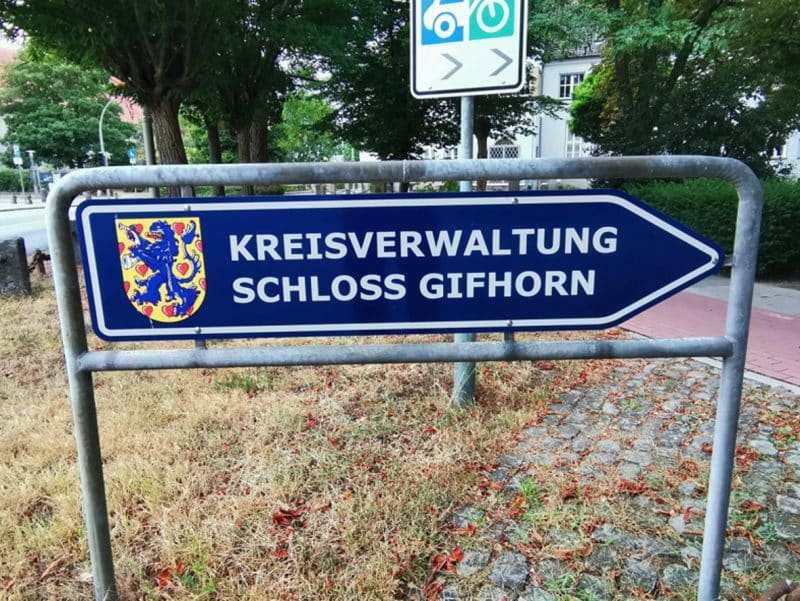 KREISVERWALTUNG
SCHLOSS GIFHORN